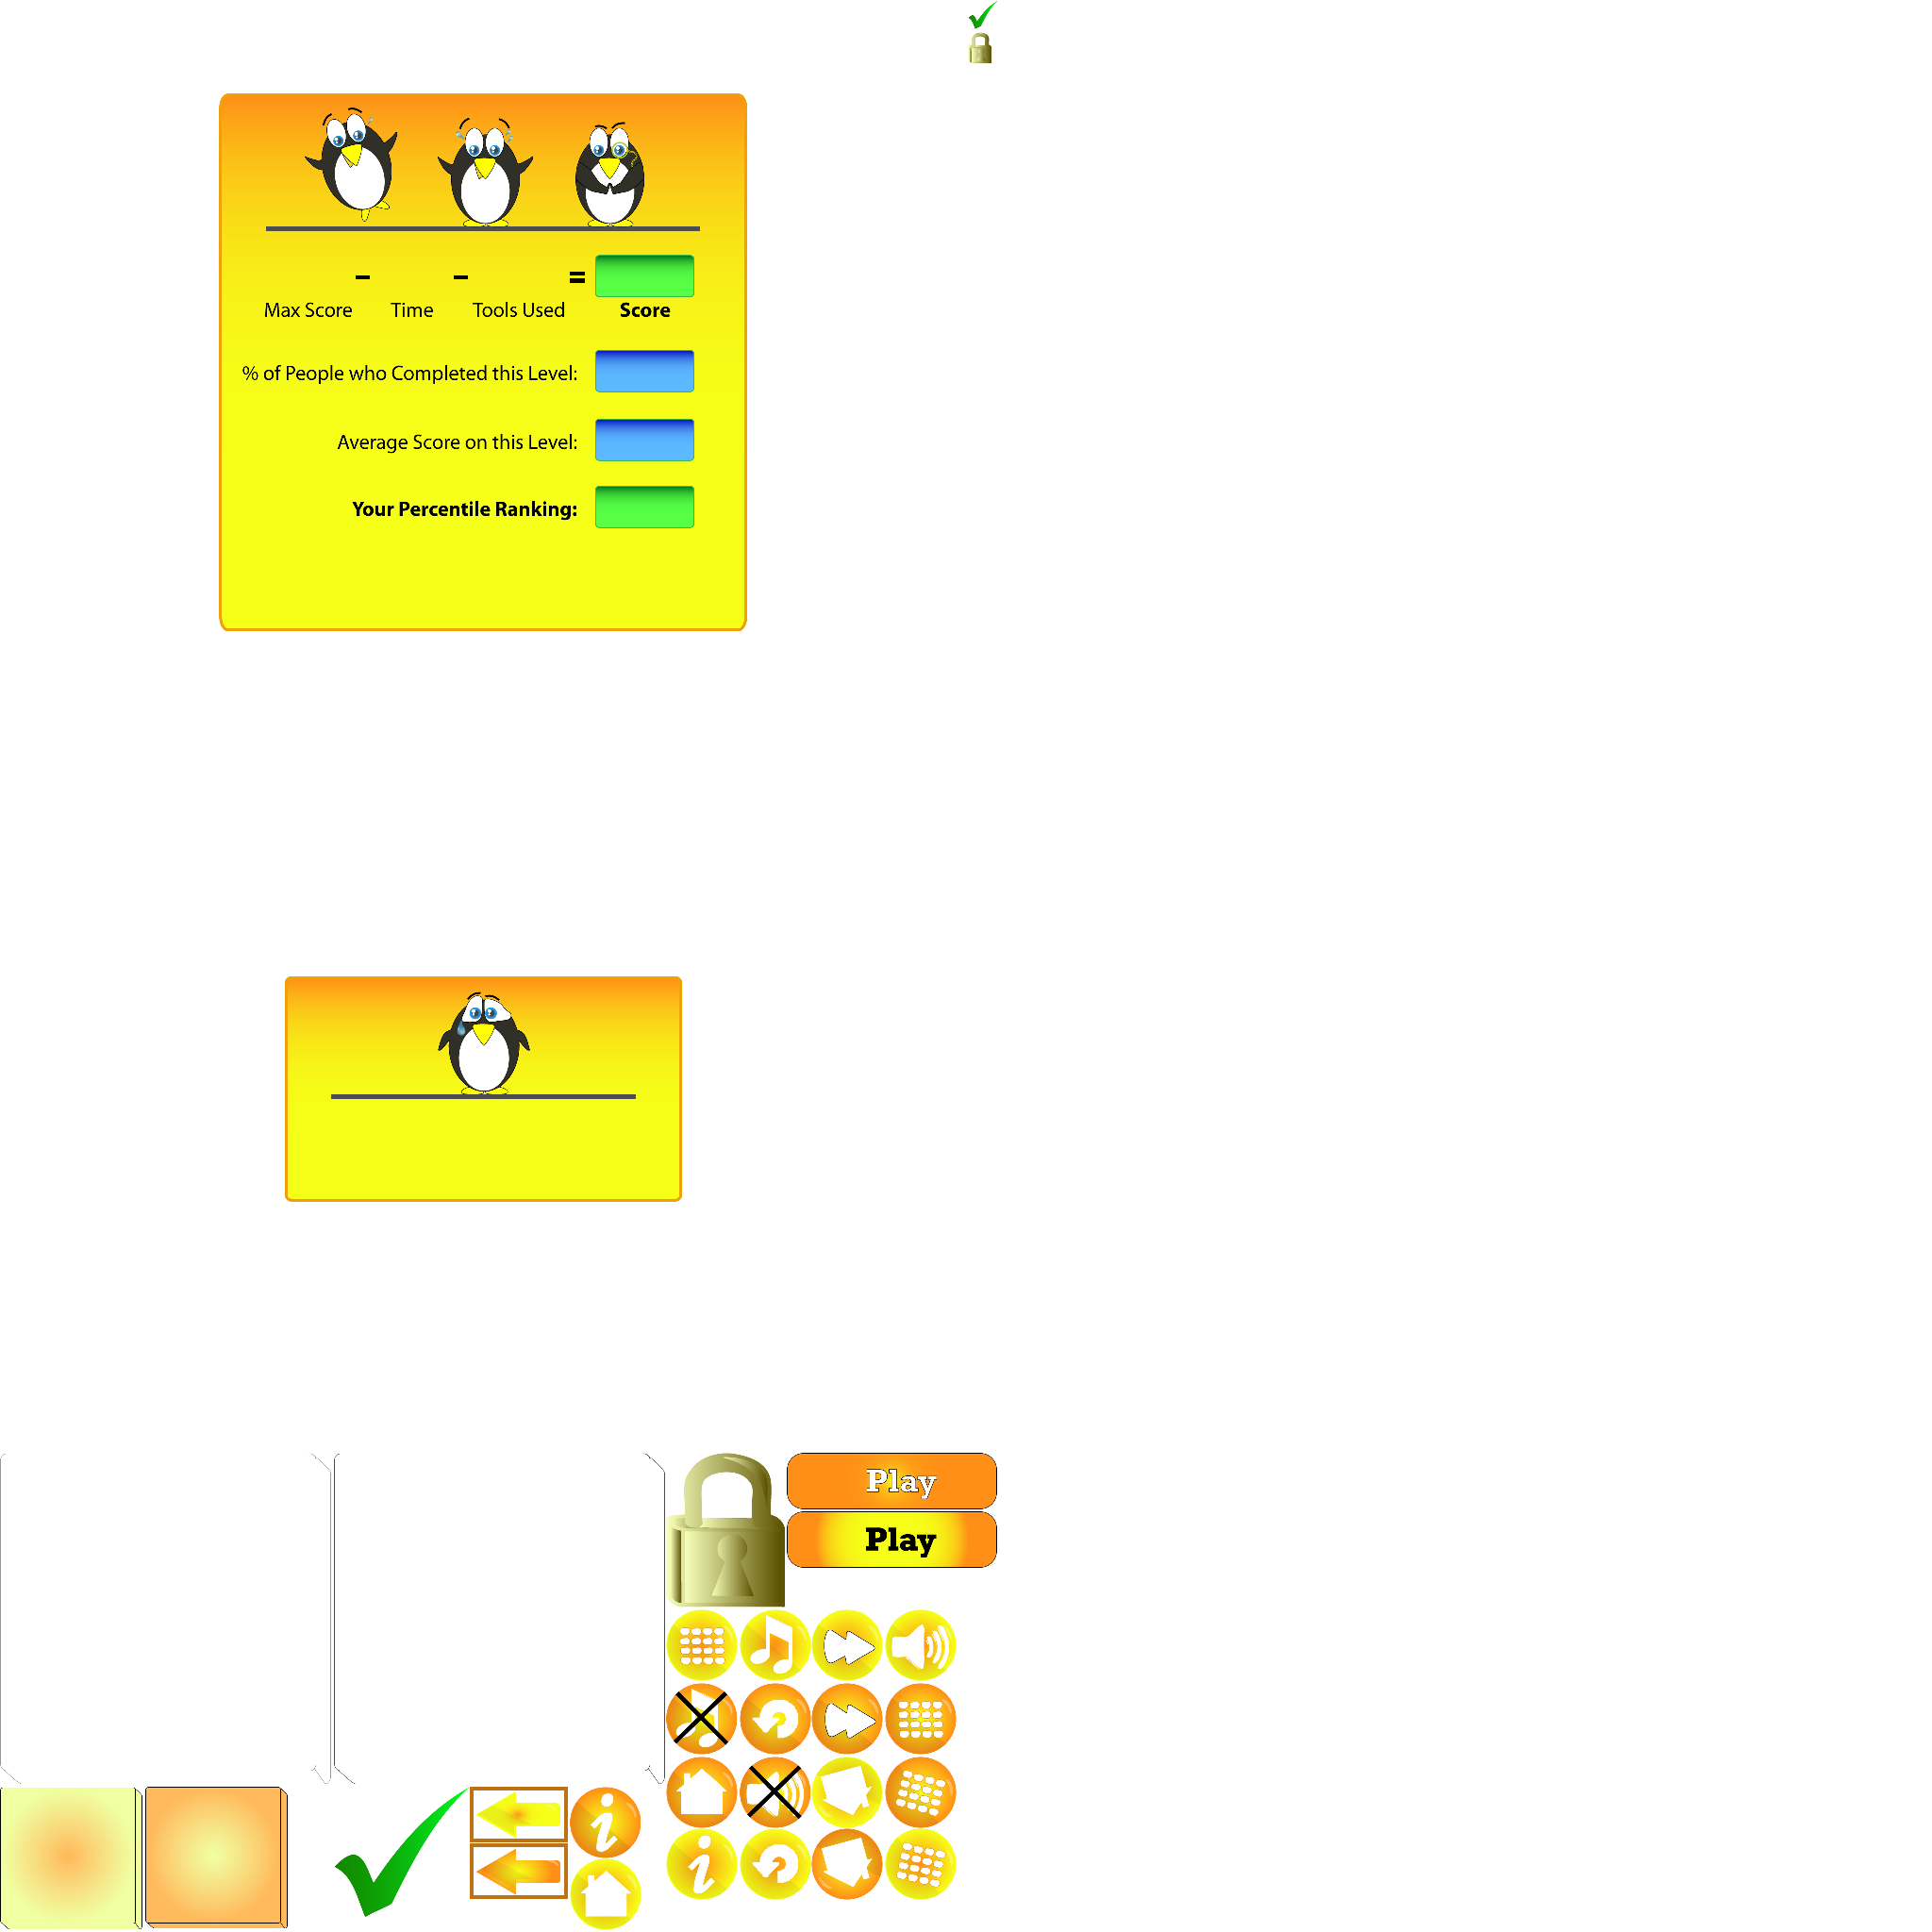 - - =
Max Score Time Tools Used Score
% of People who Completed this Level:
Average Score on this Level:
Your Percentile Ranking:
Play
Play